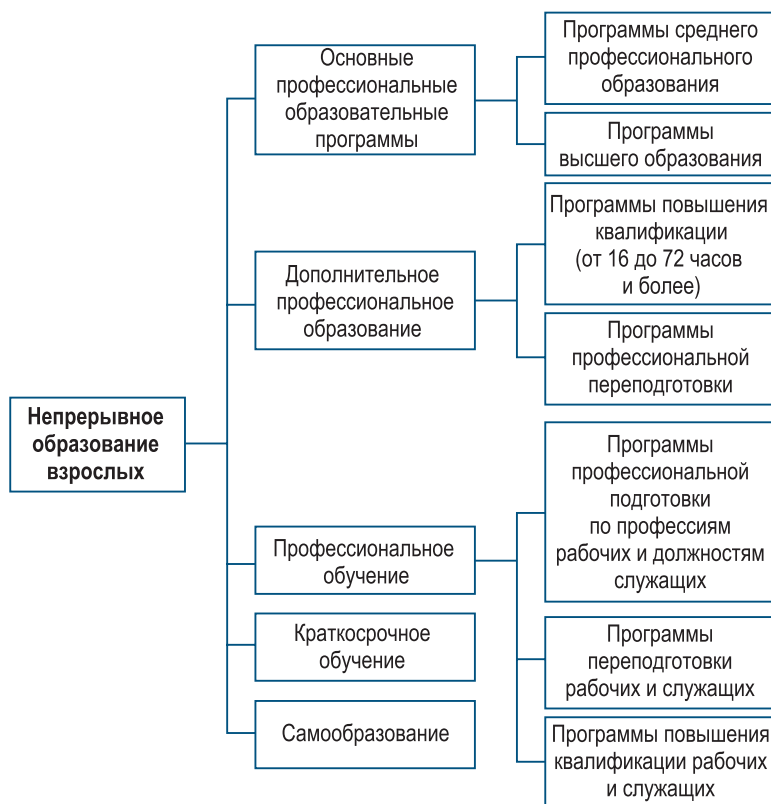 Непрерывное
образование
взрослых
Основные
профессиональные
образовательные
программы
Программы среднего
профессионального
образования
Программы
высшего образования
Дополнительное
профессиональное
образование
Программы повышения
квалификации
(от 16 до 72 часов
и более)
Программы
профессиональной
переподготовки
Профессиональное
обучение
Программы
профессиональной
подготовки
по профессиям
рабочих и должностям
служащих
Программы
переподготовки
рабочих и служащих
Программы повышения
квалификации рабочих
и служащих
Краткосрочное
обучение
Самообразование